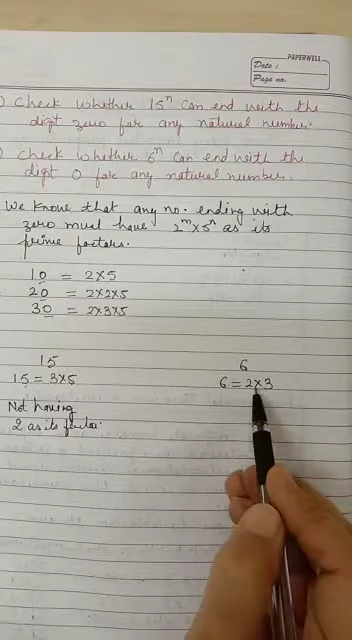 PAPERWELL
Date :
Page no.
) Check whether 15ⁿ can end with the
digit zero for any natural number.
) Check whether 6ⁿ can end with the
digit 0 for any natural number.
We know that any no. ending with
zero must have 2ᵐ×5ⁿ as its
prime factors.
10 = 2×5
20 = 2×2×5
30 = 2×3×5
15
15 = 3×5
Not having
2 as its factor.
6
6 = 2×3